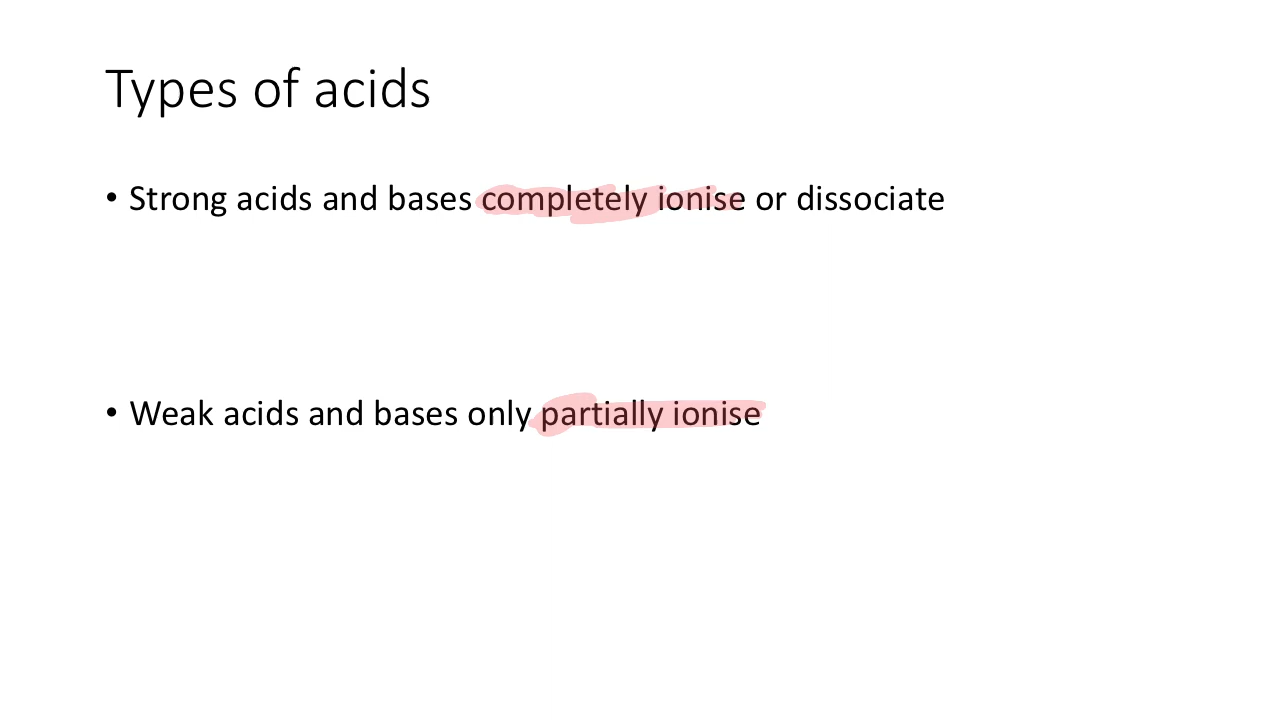 Types of acids
• Strong acids and bases completely ionise or dissociate
• Weak acids and bases only partially ionise